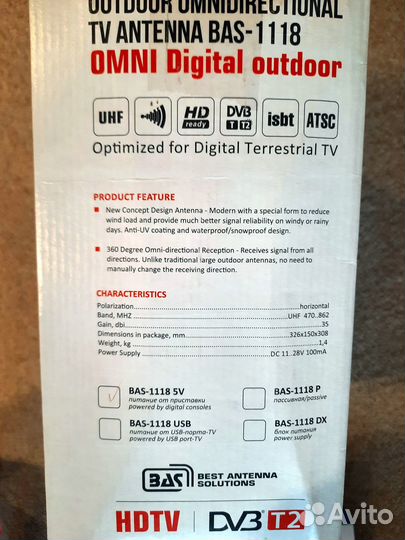 OUTDOOR OMNIDIRECTIONAL
TV ANTENNA BAS-1118
OMNI Digital outdoor
UHF HD ready DVB T T2 isbt ATSC
Optimized for Digital Terrestrial TV
PRODUCT FEATURE
New Concept Design Antenna - Modern with a special form to reduce
wind load and provide much better signal reliability on windy or rainy
days. Anti-UV coating and waterproof/snowproof design.
360 Degree Omni-directional Reception - Receives signal from all
directions. Unlike traditional large outdoor antennas, no need to
manually change the receiving direction.
CHARACTERISTICS
Polarization horizontal
Band, MHZ UHF 470..862
Gain, dbi 35
Dimensions in package, mm 326x150x308
Weight, kg 1,4
Power Supply DC 11..28V 100mA
BAS-1118 5V
питание от приставки
powered by digital consoles
BAS-1118 P
пассивная/passive
BAS-1118 USB
питание от USB-порта-TV
powered by USB port-TV
BAS-1118 DX
блок питания
power supply
BAS BEST ANTENNA
SOLUTIONS
HDTV DVB T2
Avito